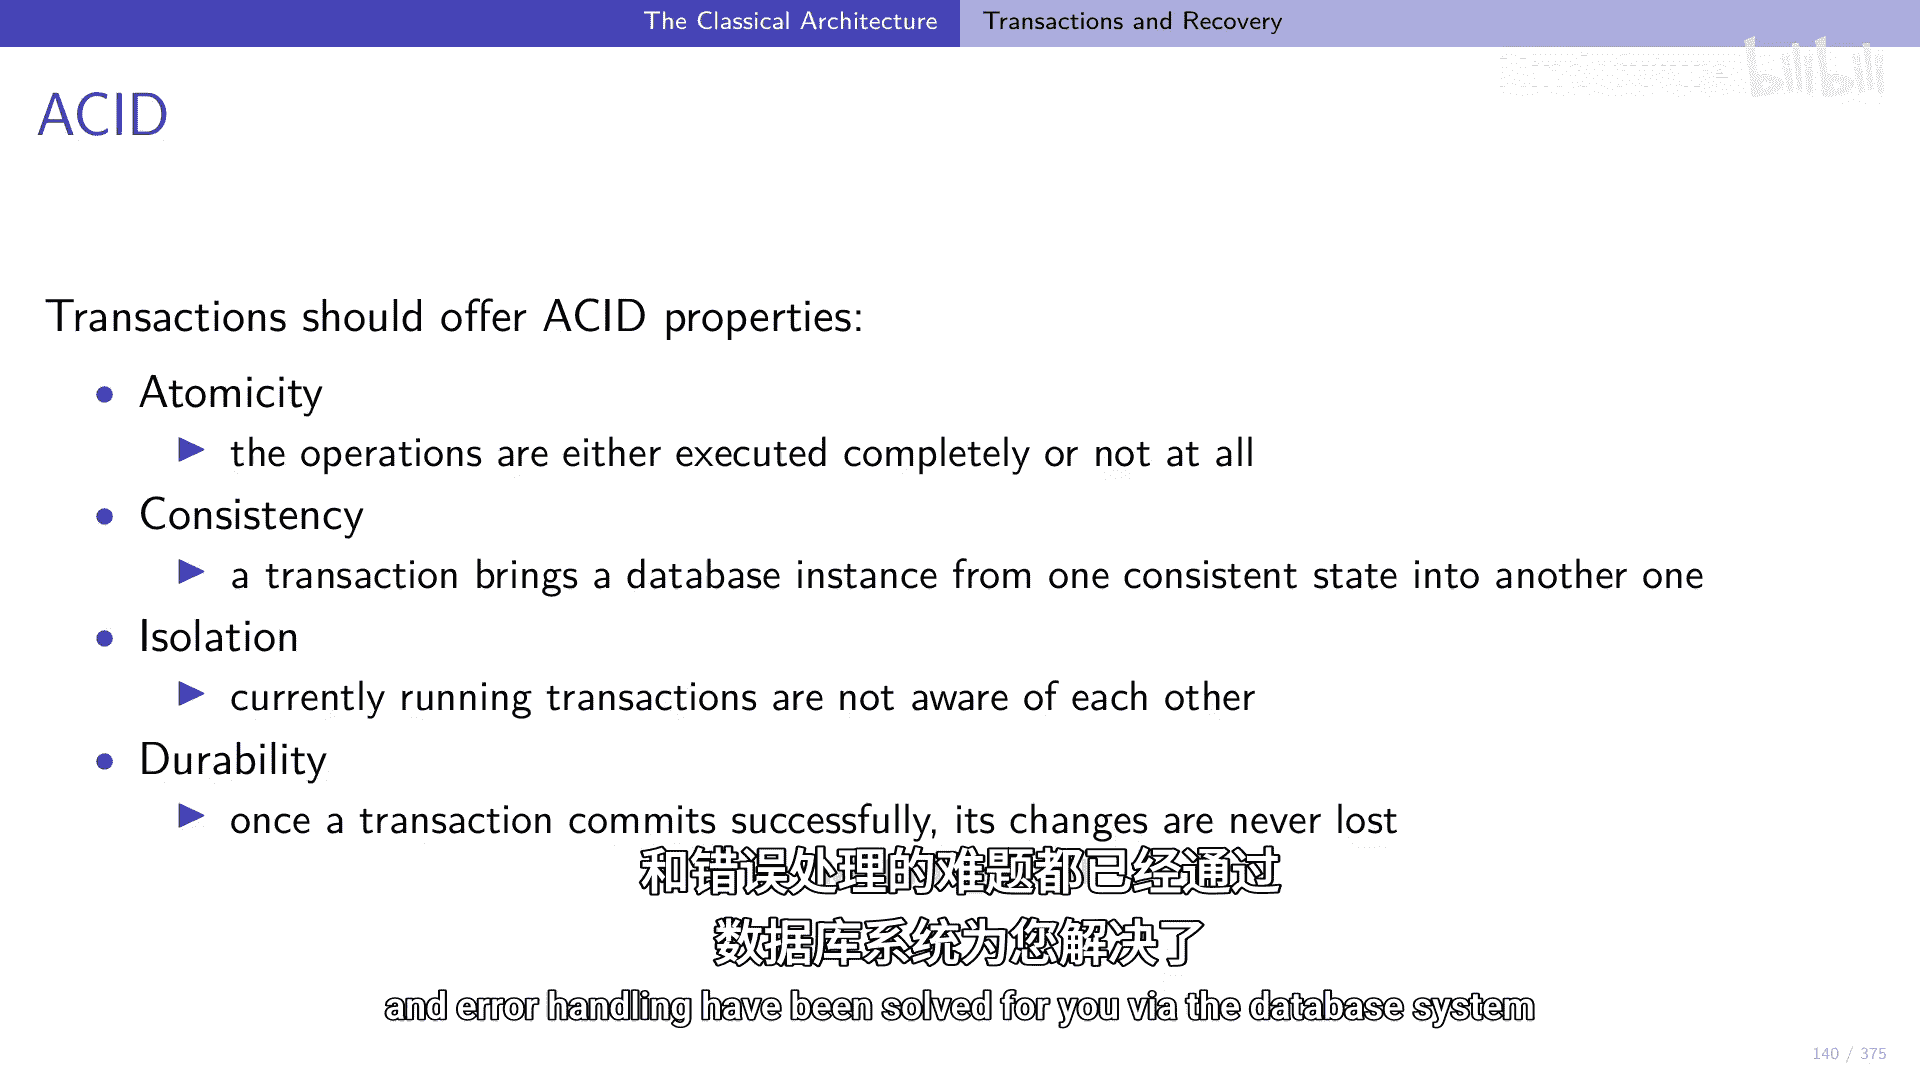 The Classical Architecture
Transactions and Recovery
bilibili
ACID
Transactions should offer ACID properties:
• Atomicity
▶ the operations are either executed completely or not at all
• Consistency
▶ a transaction brings a database instance from one consistent state into another one
• Isolation
▶ currently running transactions are not aware of each other
• Durability
▶ once a transaction commits successfully, its changes are never lost
和错误处理的难题都已经通过
数据库系统为您解决了
and error handling have been solved for you via the database system
140 / 375